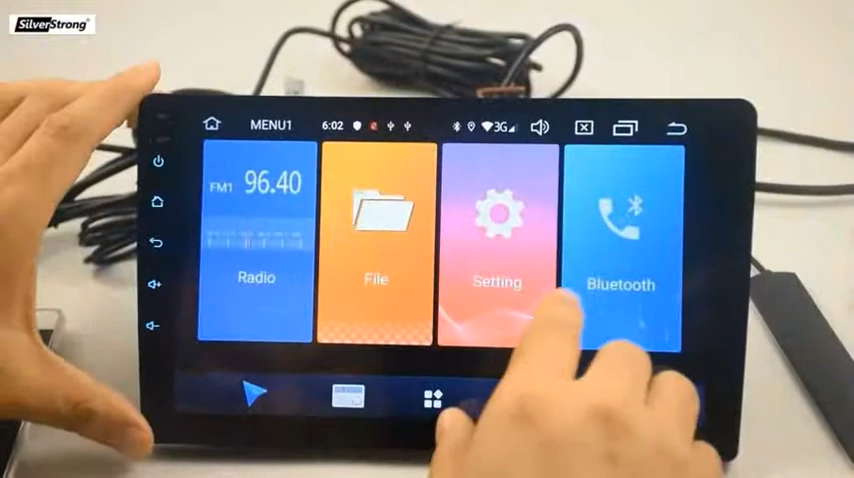 SilverStrong®
MENU1
6:02
3G
FM1 96.40
Radio
File
Setting
Bluetooth